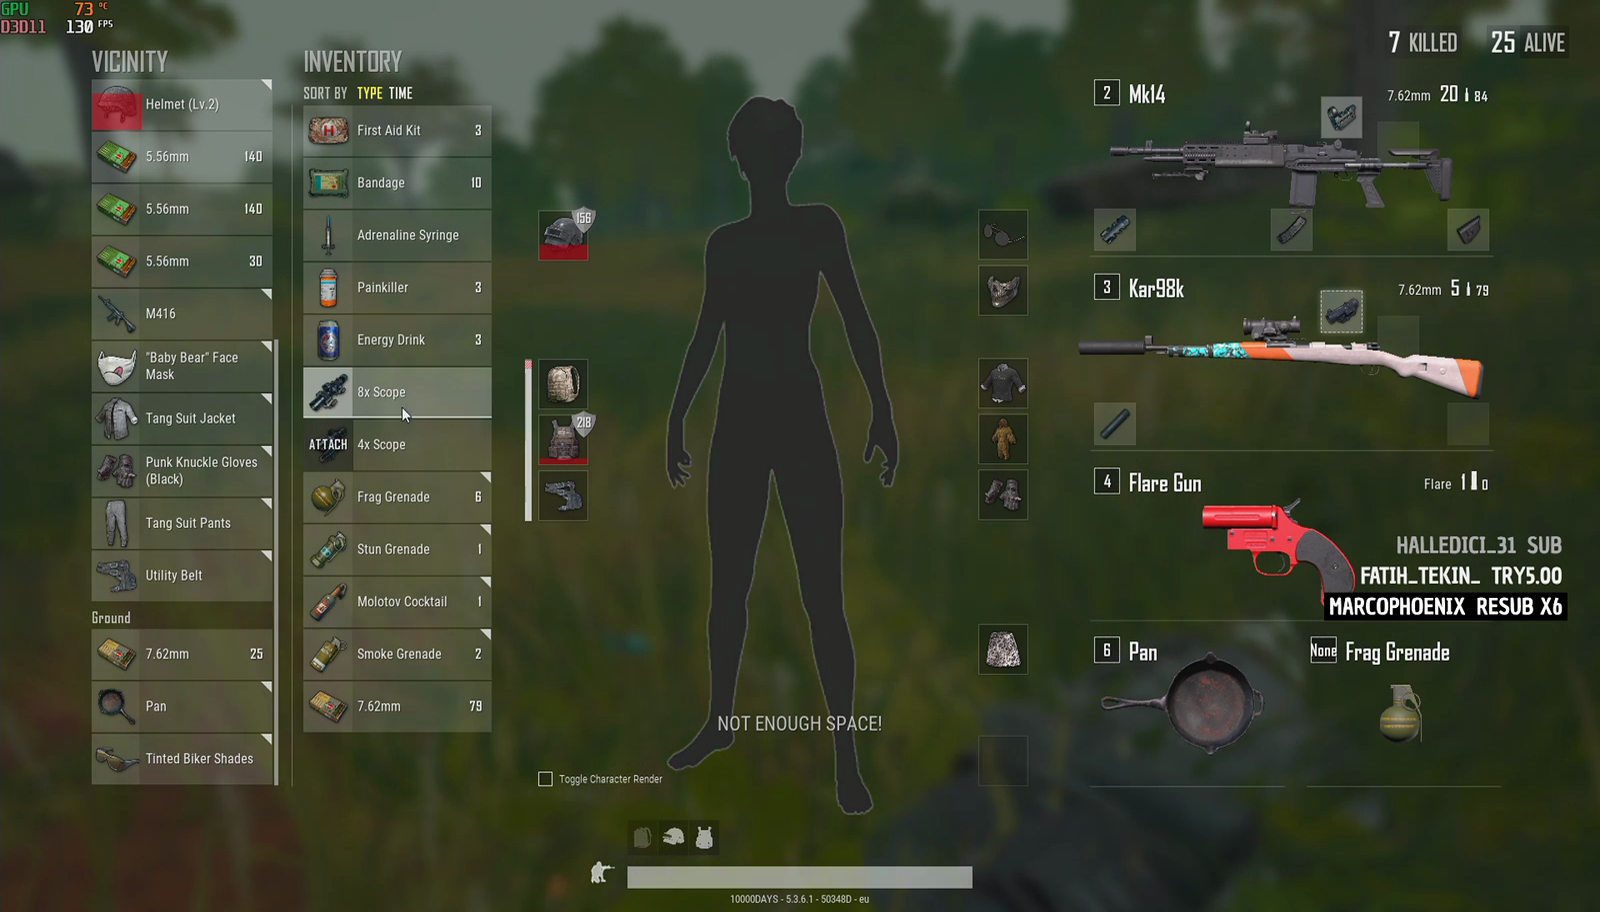 GPU 73 °C
D3D11 130 FPS
7 KILLED 25 ALIVE
VICINITY
Helmet (Lv.2)
5.56mm 140
5.56mm 140
5.56mm 30
M416
"Baby Bear" Face
Mask
Tang Suit Jacket
Punk Knuckle Gloves
(Black)
Tang Suit Pants
Utility Belt
Ground
7.62mm 25
Pan
Tinted Biker Shades
INVENTORY
SORT BY TYPE TIME
First Aid Kit 3
Bandage 10
Adrenaline Syringe
Painkiller 3
Energy Drink 3
8x Scope
ATTACH 4x Scope
Frag Grenade 6
Stun Grenade 1
Molotov Cocktail 1
Smoke Grenade 2
7.62mm 79
156
218
NOT ENOUGH SPACE!
Toggle Character Render
10000DAYS - 5.3.6.1 - 50348D - eu
2 Mk14 7.62mm 20 84
3 Kar98k 7.62mm 5 79
4 Flare Gun Flare 1 0
HALLEDICI_31 SUB
FATIH_TEKIN_ TRY5.00
MARCOPHOENIX RESUB X6
6 Pan
None Frag Grenade